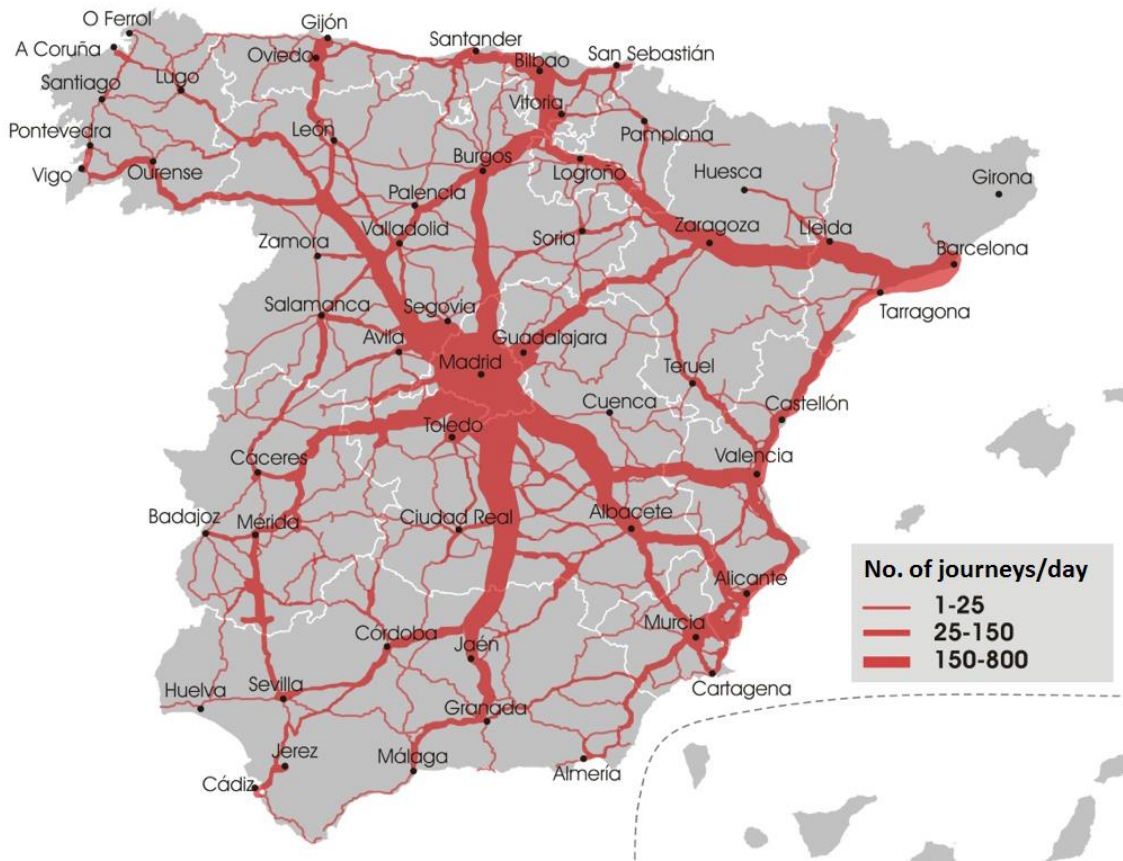 O Ferrol
Gijón
A Coruña
Oviedo
Santander
Bilbao
San Sebastián
Santiago
Lugo
Vitoria
Pontevedra
León
Pamplona
Vigo
Ourense
Burgos
Logroño
Huesca
Girona
Palencia
Zamora
Valladolid
Soria
Zaragoza
Lleida
Barcelona
Salamanca
Segovia
Tarragona
Avila
Guadalajara
Madrid
Teruel
Toledo
Cuenca
Castellón
Caceres
Valencia
Badajoz
Mérida
Ciudad Real
Albacete
Alicante
Córdoba
Jaén
Murcia
Huelva
Sevilla
Granada
Cartagena
Jerez
Málaga
Almería
Cádiz
No. of journeys/day
1-25
25-150
150-800